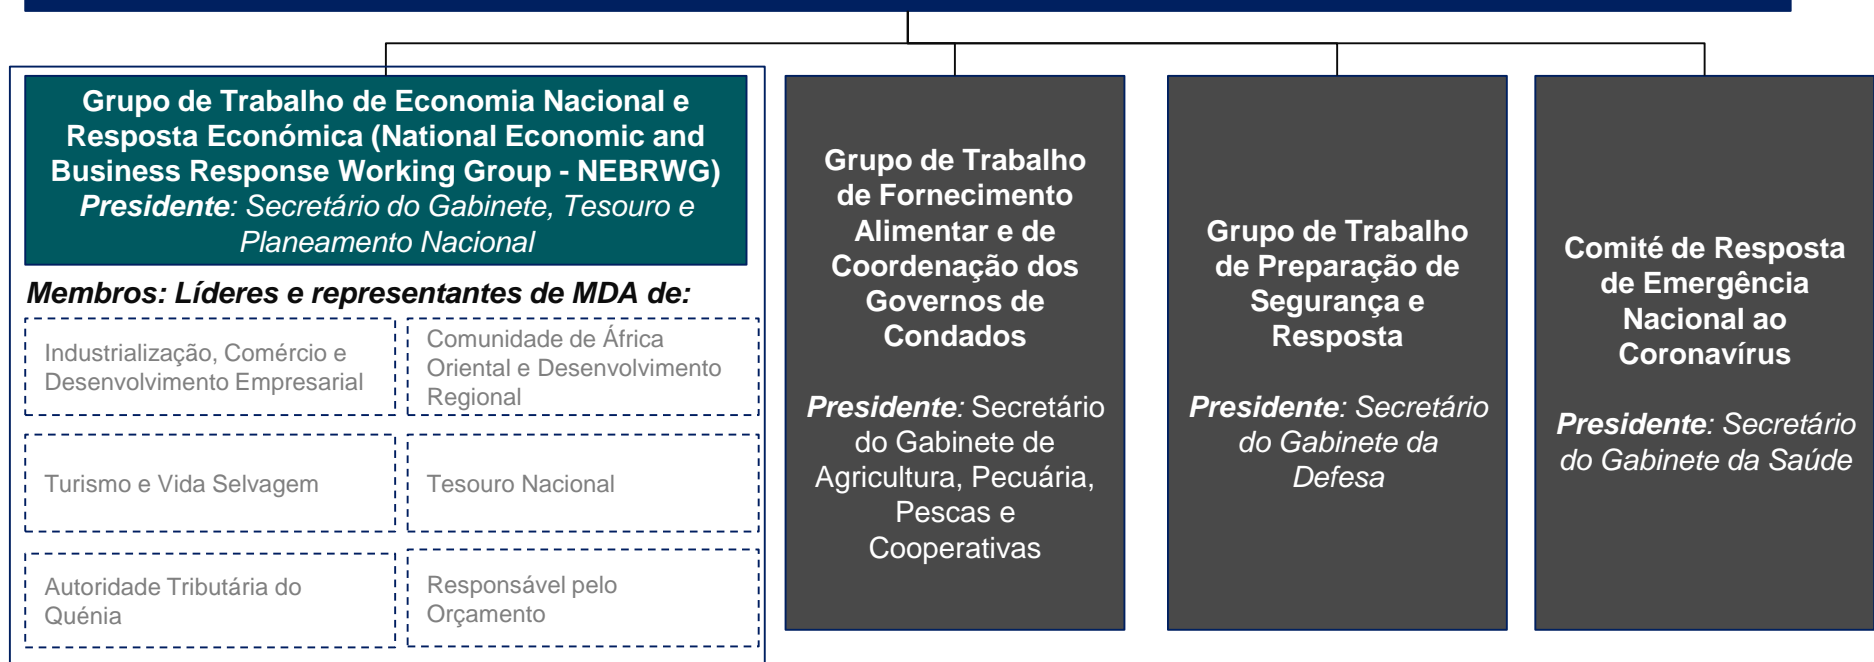 Grupo de Trabalho de Economia Nacional e
Resposta Económica (National Economic and
Business Response Working Group - NEBRWG)
Presidente: Secretário do Gabinete, Tesouro e
Planeamento Nacional
Membros: Líderes e representantes de MDA de:
Industrialização, Comércio e
Desenvolvimento Empresarial
Comunidade de África
Oriental e Desenvolvimento
Regional
Turismo e Vida Selvagem
Tesouro Nacional
Autoridade Tributária do
Quénia
Responsável pelo
Orçamento
Grupo de Trabalho
de Fornecimento
Alimentar e de
Coordenação dos
Governos de
Condados
Presidente: Secretário
do Gabinete de
Agricultura, Pecuária,
Pescas e
Cooperativas
Grupo de Trabalho
de Preparação de
Segurança e
Resposta
Presidente: Secretário
do Gabinete da
Defesa
Comité de Resposta
de Emergência
Nacional ao
Coronavírus
Presidente: Secretário
do Gabinete da Saúde